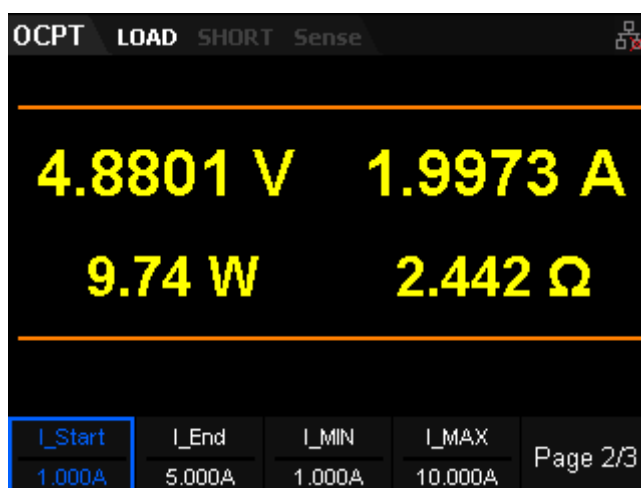 OCPT LOAD SHORT Sense
4.8801 V 1.9973 A
9.74 W 2.442 Ω
I_Start I_End I_MIN I_MAX Page 2/3
1.000A 5.000A 1.000A 10.000A